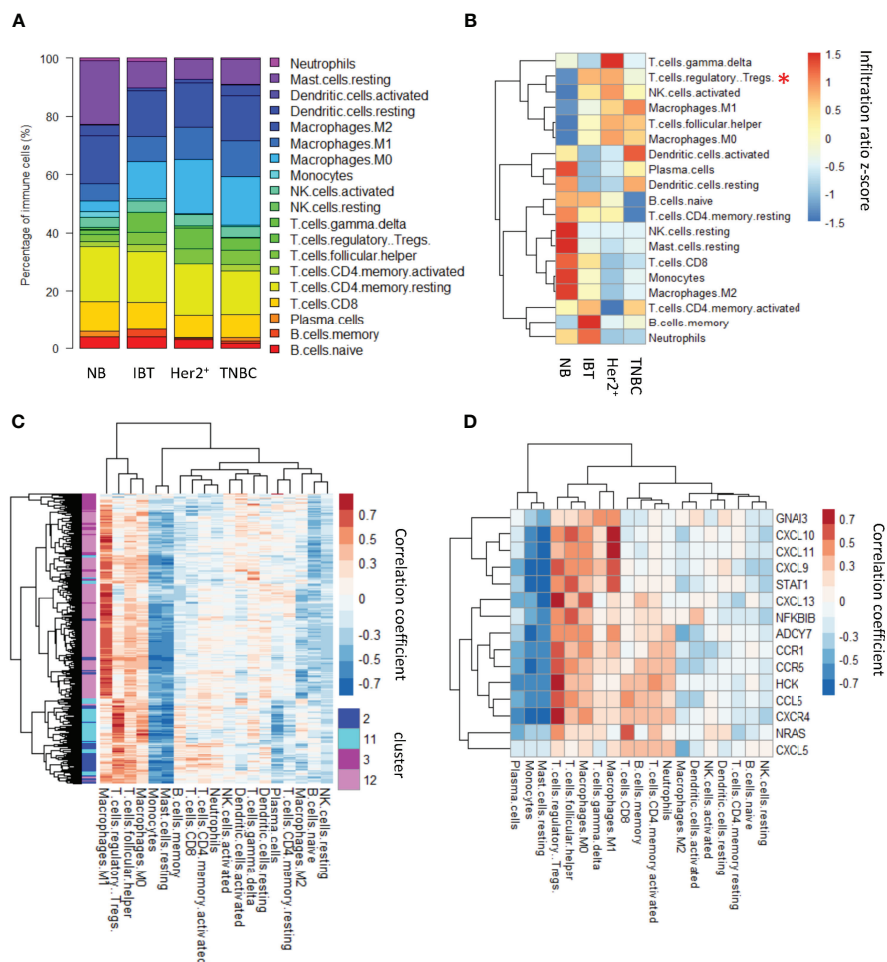 A
100
80
60
40
20
0
Percentage of immune cells (%)
NB IBT Her2⁺ TNBC
Neutrophils
Mast.cells.resting
Dendritic.cells.activated
Dendritic.cells.resting
Macrophages.M2
Macrophages.M1
Macrophages.M0
Monocytes
NK.cells.activated
NK.cells.resting
T.cells.gamma.delta
T.cells.regulatory..Tregs.
T.cells.follicular.helper
T.cells.CD4.memory.activated
T.cells.CD4.memory.resting
T.cells.CD8
Plasma.cells
B.cells.memory
B.cells.naive
B
T.cells.gamma.delta
T.cells.regulatory..Tregs. *
NK.cells.activated
Macrophages.M1
T.cells.follicular.helper
Macrophages.M0
Dendritic.cells.activated
Plasma.cells
Dendritic.cells.resting
B.cells.naive
T.cells.CD4.memory.resting
NK.cells.resting
Mast.cells.resting
T.cells.CD8
Monocytes
Macrophages.M2
T.cells.CD4.memory.activated
B.cells.memory
Neutrophils
NB
IBT
Her2⁺
TNBC
1.5
1
0.5
0
-0.5
-1
-1.5
Infiltration ratio z-score
C
Macrophages.M1
T.cells.regulatory..Tregs.
T.cells.follicular.helper
Macrophages.M0
Monocytes
Mast.cells.resting
B.cells.memory
T.cells.CD8
T.cells.CD4.memory.activated
Neutrophils
NK.cells.activated
Dendritic.cells.activated
T.cells.gamma.delta
Dendritic.cells.resting
Plasma.cells
T.cells.CD4.memory.resting
Macrophages.M2
B.cells.naive
NK.cells.resting
0.7
0.5
0.3
0
-0.3
-0.5
-0.7
Correlation coefficient
2
11
3
12
cluster
D
GNAI3
CXCL10
CXCL11
CXCL9
STAT1
CXCL13
NFKBIB
ADCY7
CCR1
CCR5
HCK
CCL5
CXCR4
NRAS
CXCL5
Plasma.cells
Monocytes
Mast.cells.resting
T.cells.regulatory..Tregs.
T.cells.follicular.helper
Macrophages.M0
T.cells.gamma.delta
Macrophages.M1
T.cells.CD8
B.cells.memory
T.cells.CD4.memory.activated
Neutrophils
Macrophages.M2
Dendritic.cells.activated
NK.cells.activated
Dendritic.cells.resting
T.cells.CD4.memory.resting
B.cells.naive
NK.cells.resting
0.7
0.5
0.3
0
-0.3
-0.5
-0.7
Correlation coefficient